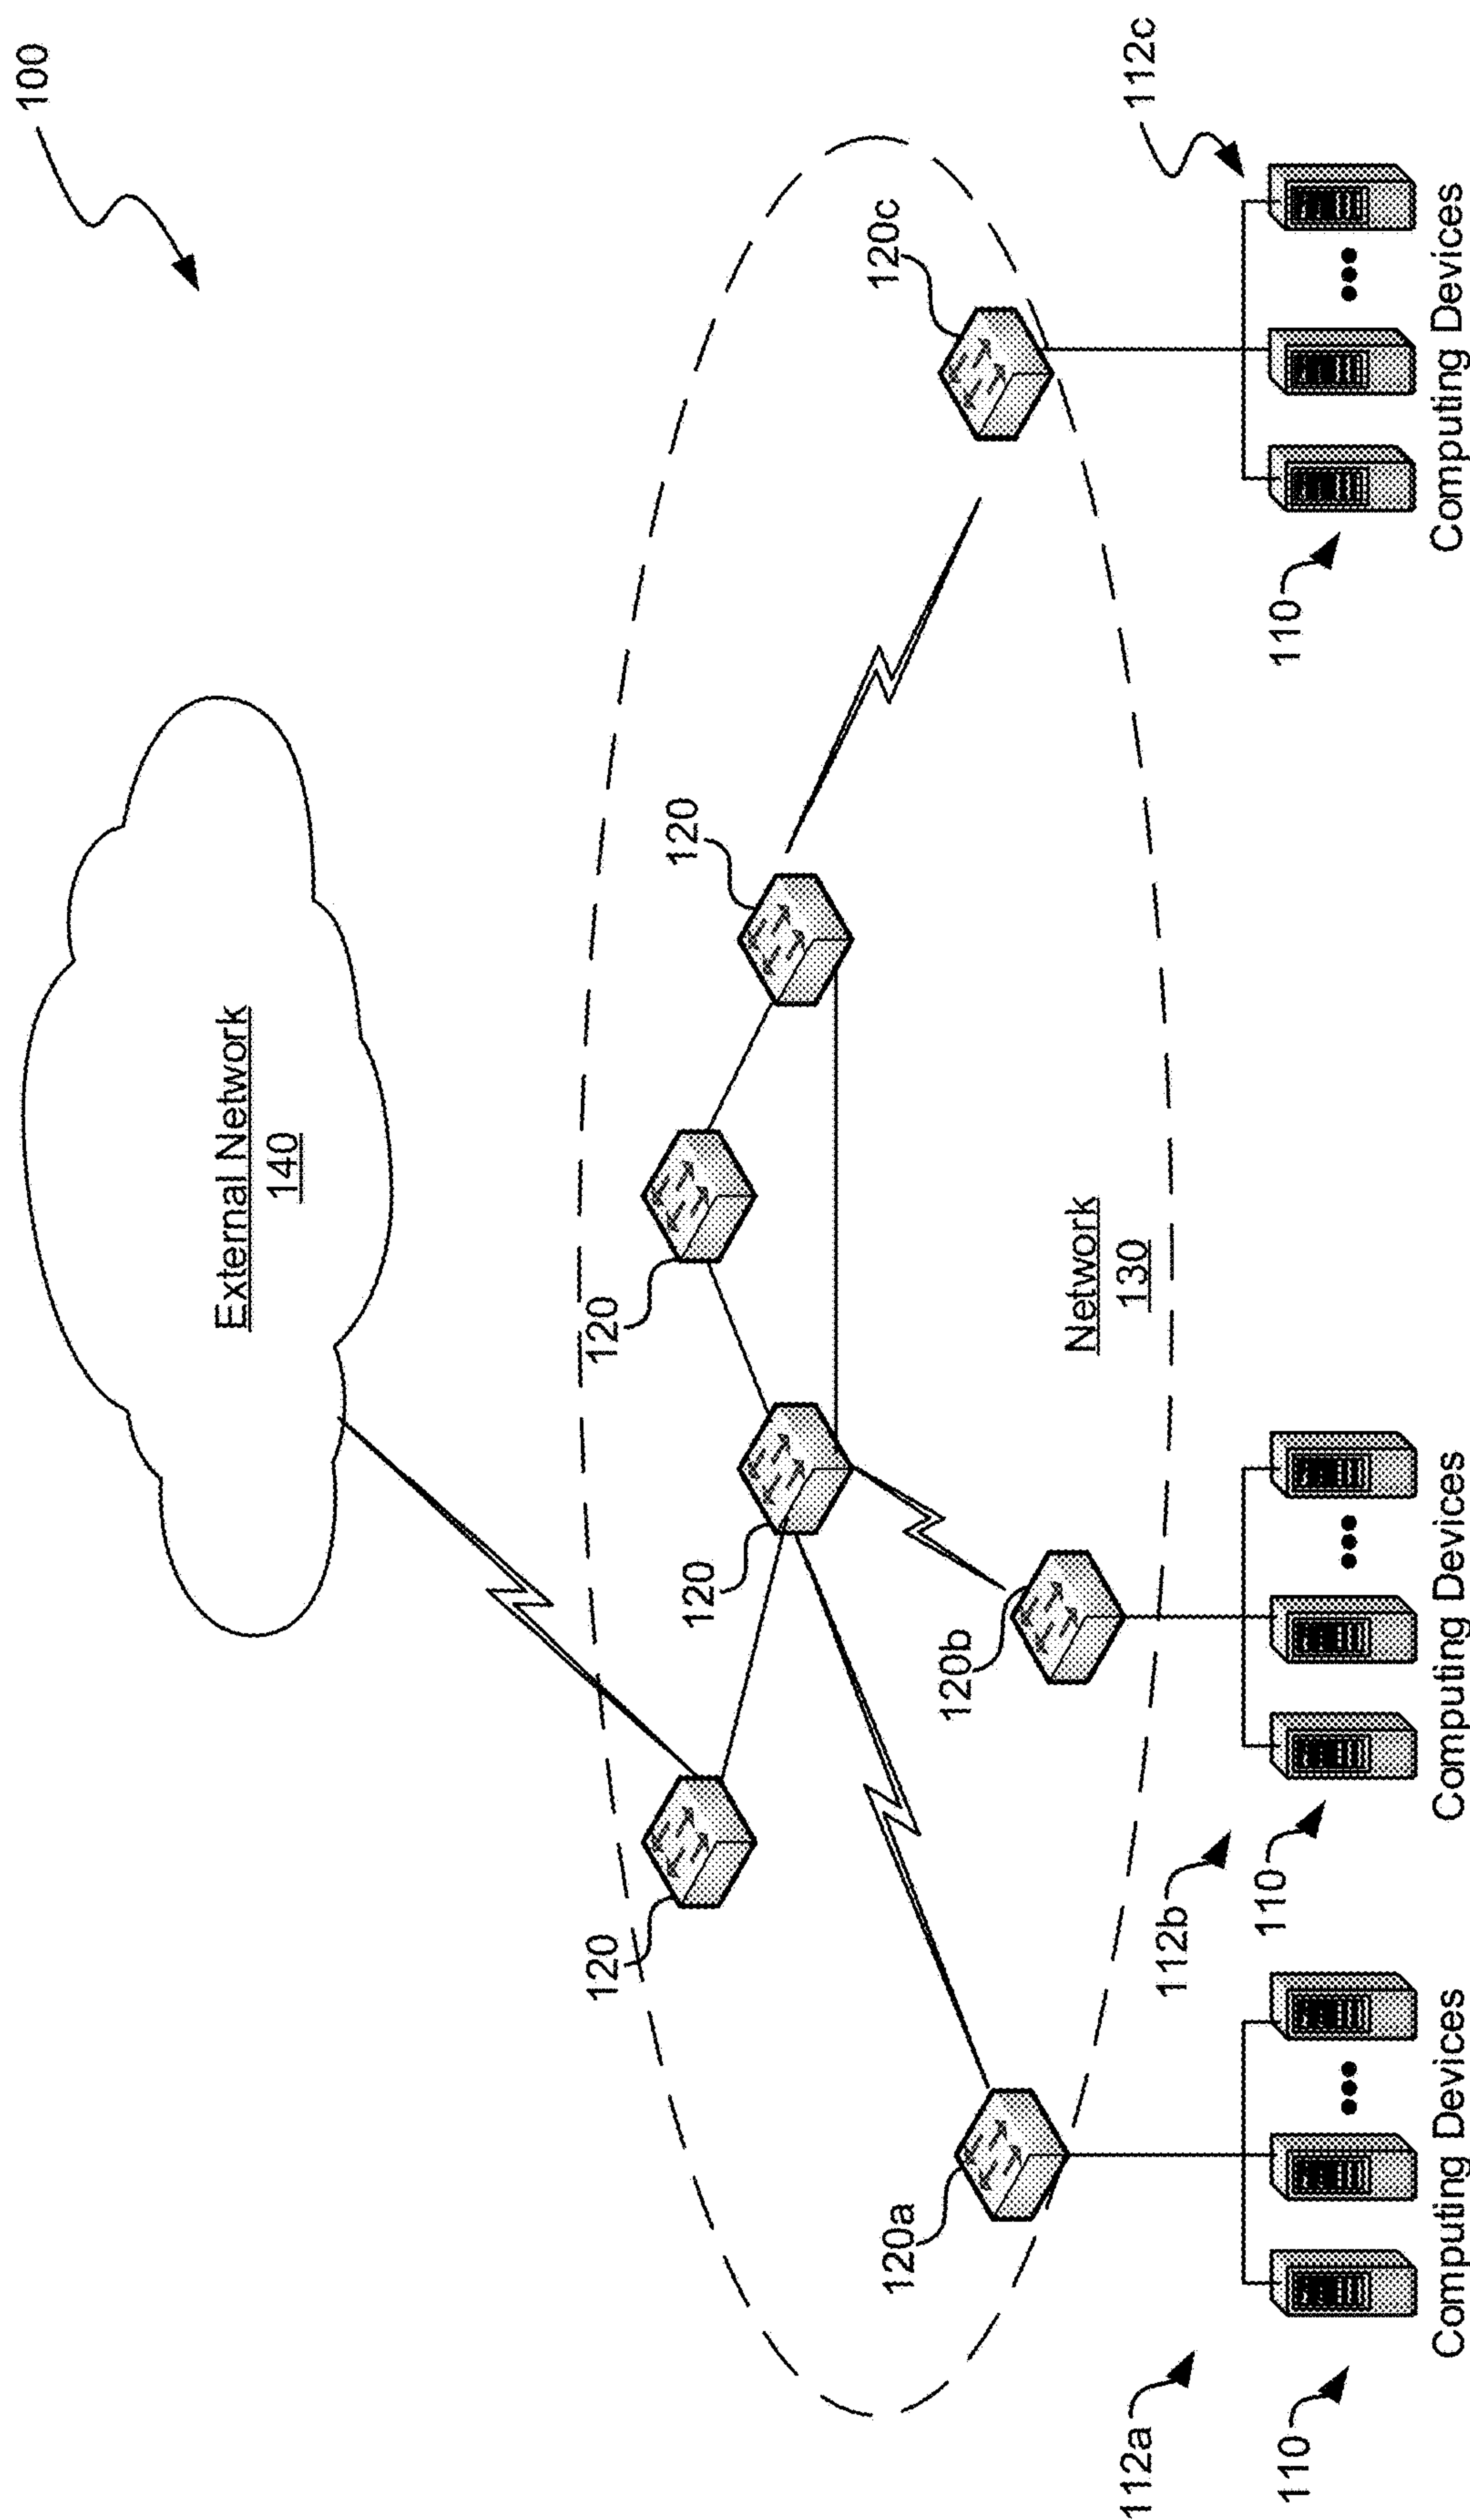 100
External Network
140
120
120
120
120
120a
120b
120c
Network
130
112a
110
Computing Devices
112b
110
Computing Devices
112c
110
Computing Devices